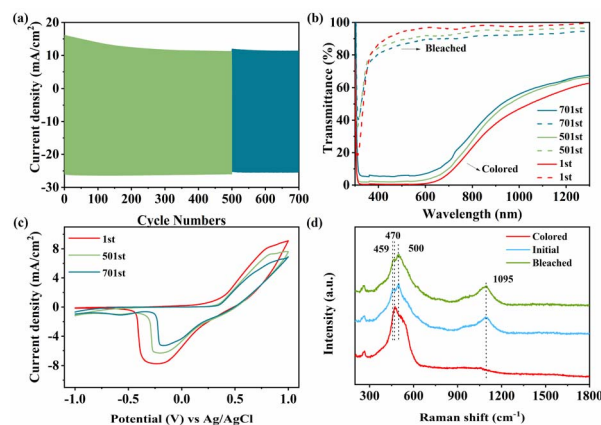 (a)
Current density (mA/cm²)
20
10
0
-10
-20
-30
0 100 200 300 400 500 600 700
Cycle Numbers
(b)
Transmittance (%)
100
80
60
40
20
0
Bleached
701st
701st
501st
501st
1st
1st
Colored
400 600 800 1000 1200
Wavelength (nm)
(c)
Current density (mA/cm²)
8
4
0
-4
-8
1st
501st
701st
-1.0 -0.5 0.0 0.5 1.0
Potential (V) vs Ag/AgCl
(d)
Intensity (a.u.)
470
459 500
1095
Colored
Initial
Bleached
300 600 900 1200 1500 1800
Raman shift (cm⁻¹)